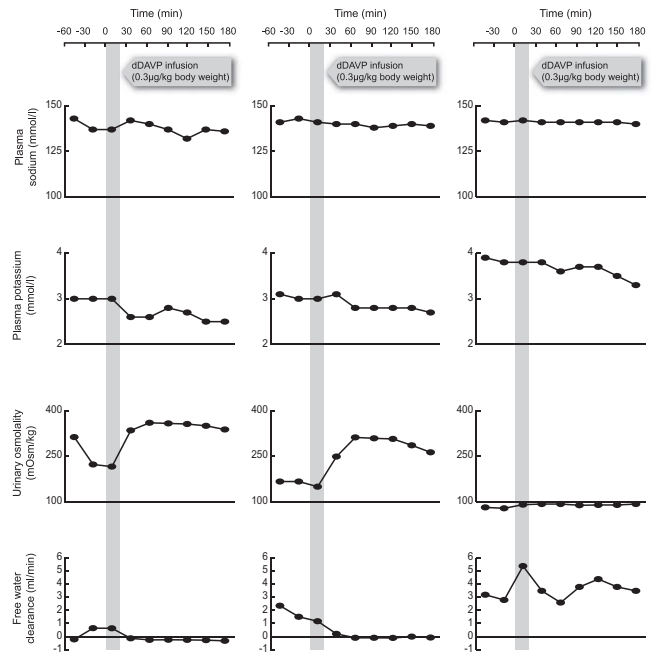 Time (min)
-60 -30 0 30 60 90 120 150 180
dDAVP infusion
(0.3µg/kg body weight)
Time (min)
-60 -30 0 30 60 90 120 150 180
dDAVP infusion
(0.3µg/kg body weight)
Time (min)
-30 0 30 60 90 120 150 180
dDAVP infusion
(0.3µg/kg body weight)
Plasma
sodium (mmol/l)
150
125
100
150
125
100
150
125
100
Plasma potassium
(mmol/l)
4
3
2
4
3
2
4
3
2
Urinary osmolality
(mOsm/kg)
400
250
100
400
250
100
400
250
100
Free water
clearance (ml/min)
6
5
4
3
2
1
0
-1
6
5
4
3
2
1
0
-1
6
5
4
3
2
1
0
-1